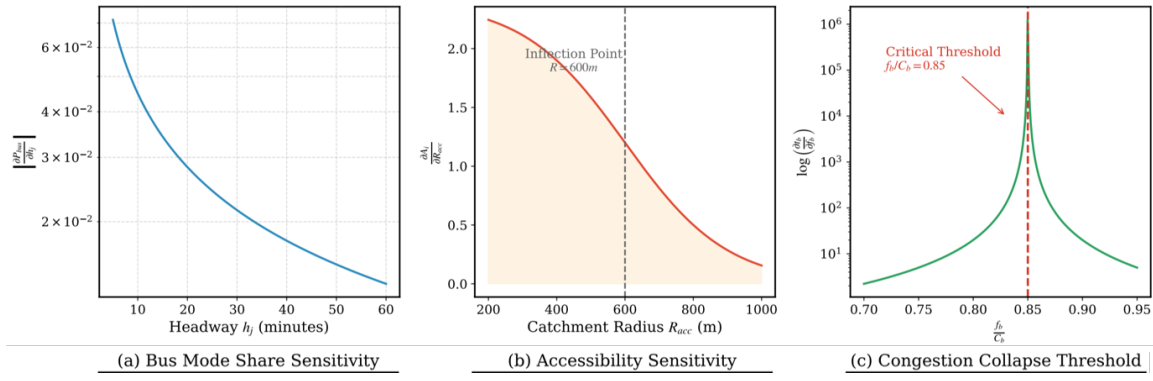 6 × 10⁻²
4 × 10⁻²
3 × 10⁻²
2 × 10⁻²
|∂P_bus/∂h_j|
10 20 30 40 50 60
Headway h_j (minutes)
(a) Bus Mode Share Sensitivity
2.0
1.5
1.0
0.5
0.0
∂A_i/∂R_acc
Inflection Point
R = 600m
200 400 600 800 1000
Catchment Radius R_acc (m)
(b) Accessibility Sensitivity
10⁶
10⁵
10⁴
10³
10²
10¹
log (∂t_b/∂f_b)
Critical Threshold
f_b/C_b = 0.85
0.70 0.75 0.80 0.85 0.90 0.95
f_b/C_b
(c) Congestion Collapse Threshold